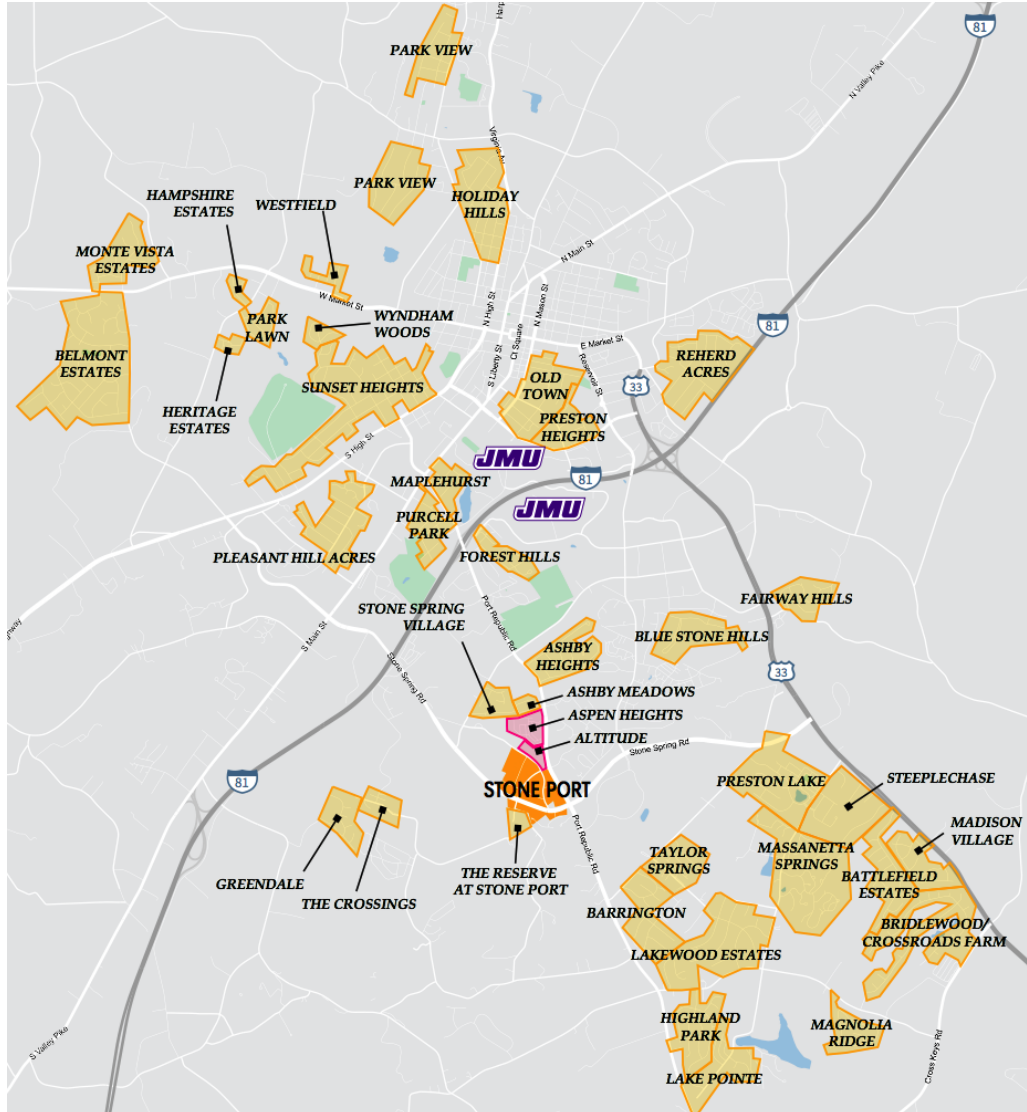 Harp
81
PARK VIEW
N Valley Pike
Virginia Av
PARK VIEW
HOLIDAY
HILLS
HAMPSHIRE
ESTATES
WESTFIELD
MONTE VISTA
ESTATES
N Main St
W Market St
N High St
N Mason St
WYNDHAM
WOODS
PARK
LAWN
81
Ct Square
E Market St
S Liberty St
Reservoir St
BELMONT
ESTATES
SUNSET HEIGHTS
REHERD
ACRES
33
OLD
TOWN
HERITAGE
ESTATES
PRESTON
HEIGHTS
S High St
JMU
81
MAPLEHURST
JMU
PURCELL
PARK
PLEASANT HILL ACRES
FOREST HILLS
FAIRWAY HILLS
STONE SPRING
VILLAGE
Port Republic Rd
BLUE STONE HILLS
ghway
S Main St
ASHBY
HEIGHTS
Stone Spring Rd
33
ASHBY MEADOWS
ASPEN HEIGHTS
ALTITUDE
Stone Spring Rd
81
STONE PORT
PRESTON LAKE
STEEPLECHASE
MADISON
VILLAGE
Port Republic Rd
TAYLOR
SPRINGS
MASSANETTA
SPRINGS
GREENDALE
THE CROSSINGS
THE RESERVE
AT STONE PORT
BATTLEFIELD
ESTATES
BARRINGTON
BRIDLEWOOD/
CROSSROADS FARM
LAKEWOOD ESTATES
HIGHLAND
PARK
MAGNOLIA
RIDGE
S Valley Pike
Cross Keys Rd
LAKE POINTE